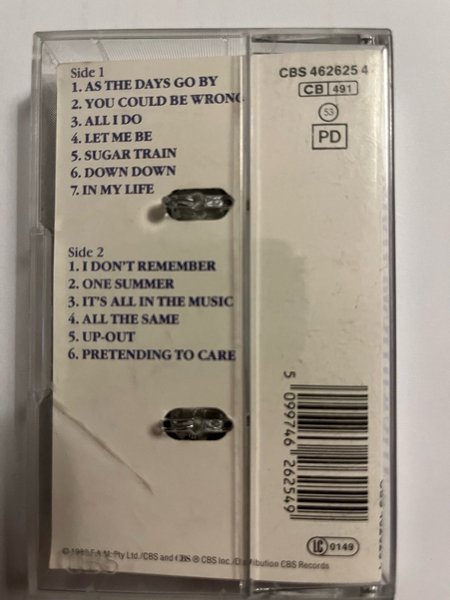 Side 1
1. AS THE DAYS GO BY
2. YOU COULD BE WRONG
3. ALL I DO
4. LET ME BE
5. SUGAR TRAIN
6. DOWN DOWN
7. IN MY LIFE
Side 2
1. I DON'T REMEMBER
2. ONE SUMMER
3. IT'S ALL IN THE MUSIC
4. ALL THE SAME
5. UP-OUT
6. PRETENDING TO CARE
CBS 462625 4
CB 491
53
PD
5 099746 262549
LC 0149
Pty Ltd./CBS and CBS ® CBS Inc./Distribution CBS Records
CBS